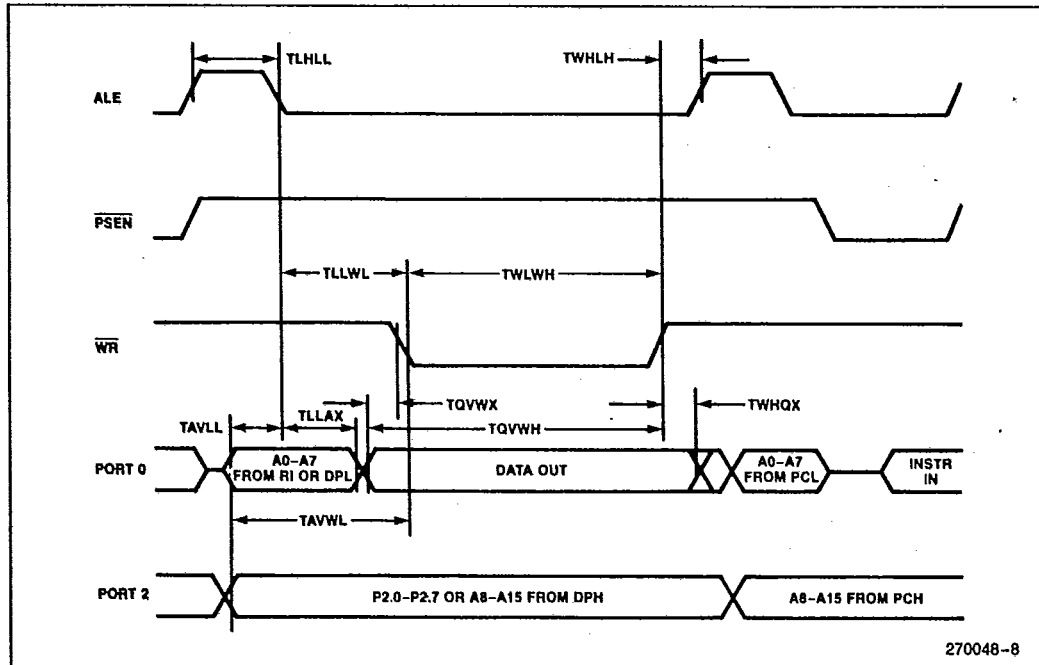 TLHLL
TWHLH
ALE
PSEN
TLLWL
TWLWH
WR
TQVWX
TWHQX
TAVLL
TLLAX
TQVWH
PORT 0
A0–A7
FROM RI OR DPL
DATA OUT
A0–A7
FROM PCL
INSTR
IN
TAVWL
PORT 2
P2.0–P2.7 OR A8–A15 FROM DPH
A8–A15 FROM PCH
270048–8